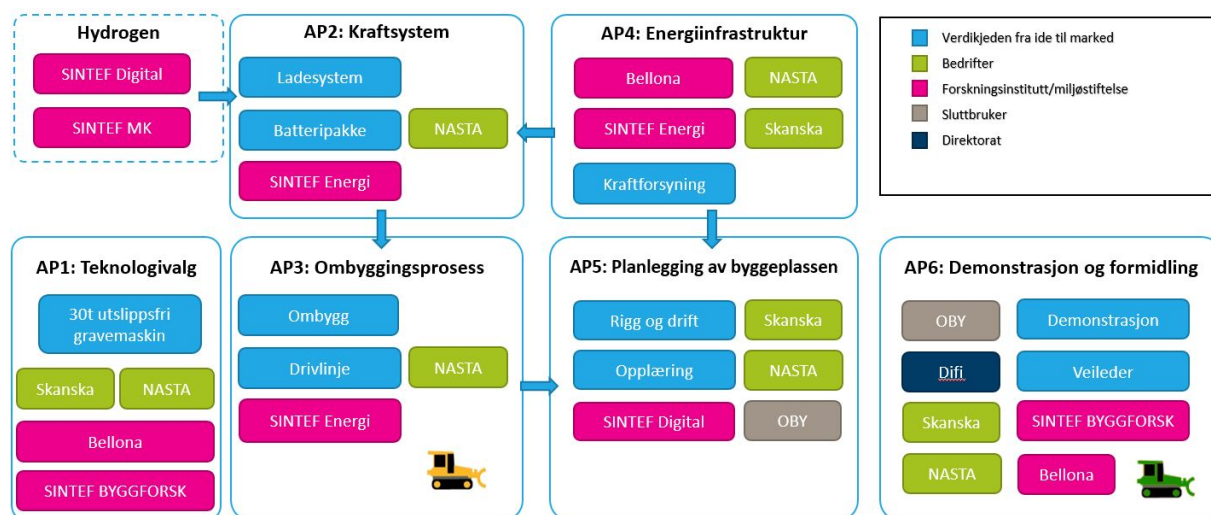 Hydrogen
SINTEF Digital
SINTEF MK
AP2: Kraftsystem
Ladesystem
Batteripakke
NASTA
SINTEF Energi
AP4: Energiinfrastruktur
Bellona
NASTA
SINTEF Energi
Skanska
Kraftforsyning
Verdikjeden fra ide til marked
Bedrifter
Forskningsinstitutt/miljøstiftelse
Sluttbruker
Direktorat
AP1: Teknologivalg
30t utslippsfri
gravemaskin
Skanska
NASTA
Bellona
SINTEF BYGGFORSK
AP3: Ombyggingsprosess
Ombygg
Drivlinje
NASTA
SINTEF Energi
AP5: Planlegging av byggeplassen
Rigg og drift
Skanska
Opplæring
NASTA
SINTEF Digital
OBY
AP6: Demonstrasjon og formidling
OBY
Demonstrasjon
Difi
Veileder
Skanska
SINTEF BYGGFORSK
NASTA
Bellona